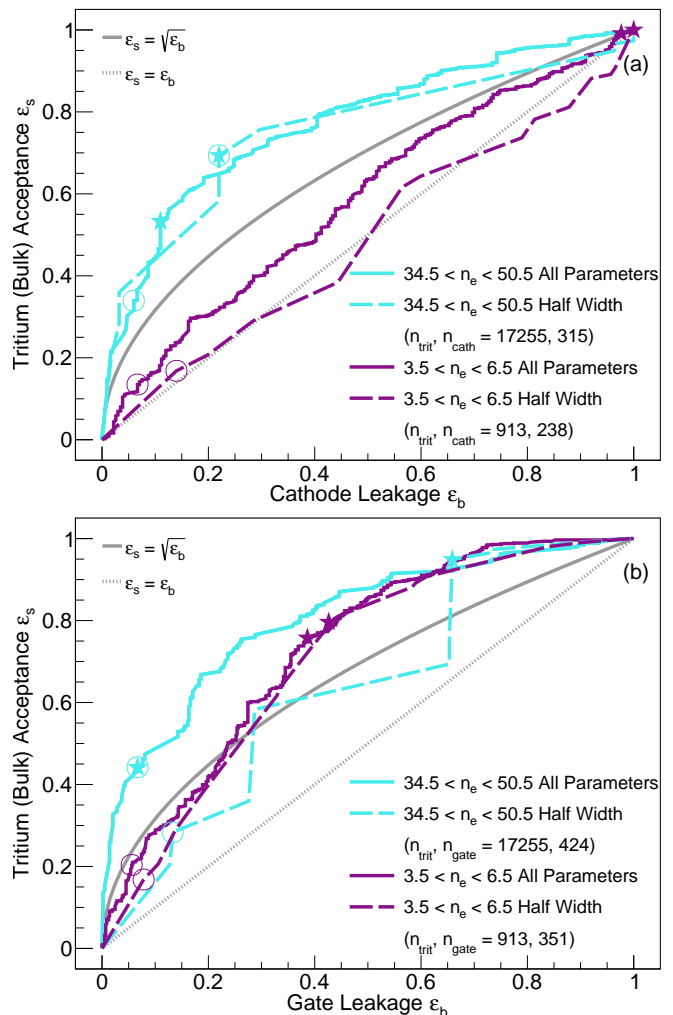 1
0.8
0.6
0.4
0.2
0
Tritium (Bulk) Acceptance εs
εs = √εb
εs = εb
(a)
34.5 < ne < 50.5 All Parameters
34.5 < ne < 50.5 Half Width
(ntrit, ncath = 17255, 315)
3.5 < ne < 6.5 All Parameters
3.5 < ne < 6.5 Half Width
(ntrit, ncath = 913, 238)
0 0.2 0.4 0.6 0.8 1
Cathode Leakage εb
1
0.8
0.6
0.4
0.2
0
Tritium (Bulk) Acceptance εs
εs = √εb
εs = εb
(b)
34.5 < ne < 50.5 All Parameters
34.5 < ne < 50.5 Half Width
(ntrit, ngate = 17255, 424)
3.5 < ne < 6.5 All Parameters
3.5 < ne < 6.5 Half Width
(ntrit, ngate = 913, 351)
0 0.2 0.4 0.6 0.8 1
Gate Leakage εb